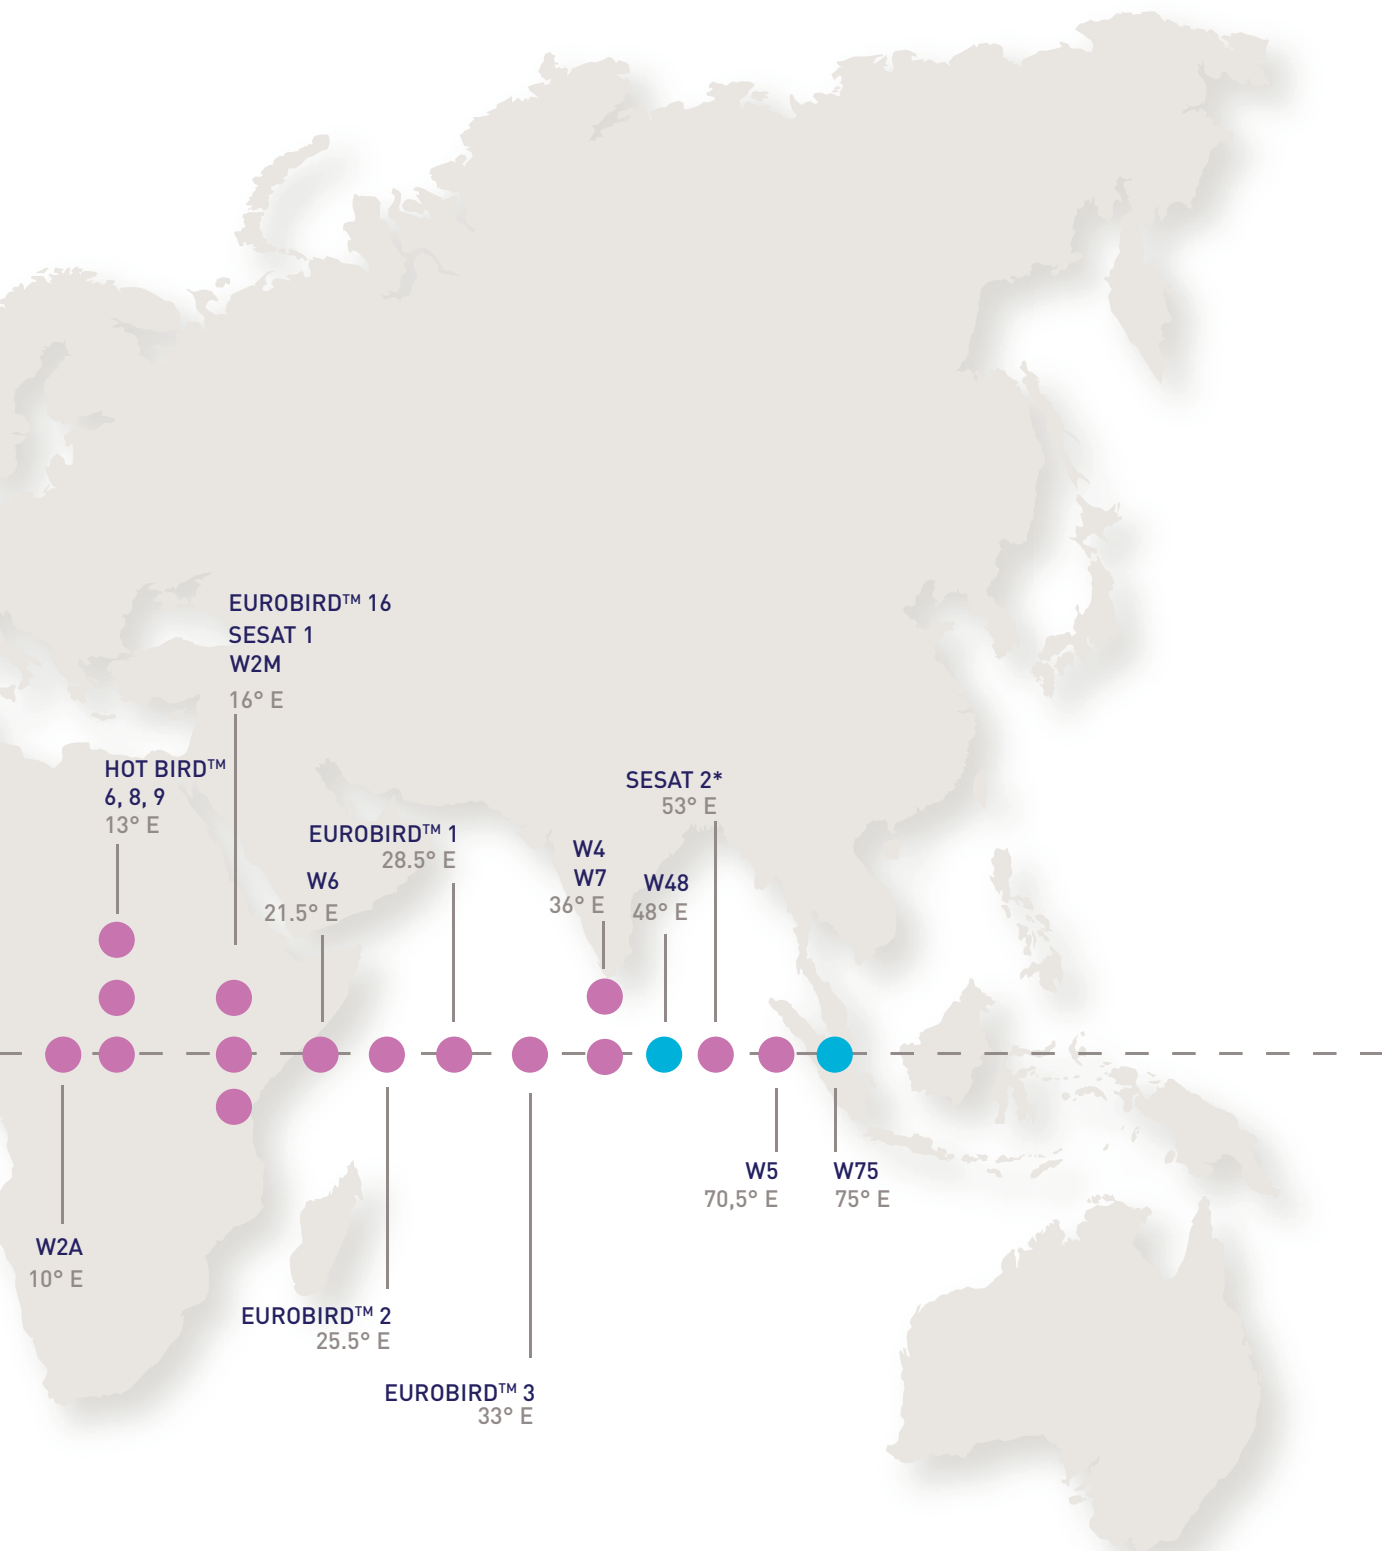 EUROBIRD™ 16
SESAT 1
W2M
16° E
HOT BIRD™
6, 8, 9
13° E
SESAT 2*
53° E
EUROBIRD™ 1
28.5° E
W4
W7
36° E
W6
21.5° E
W48
48° E
W5
70,5° E
W75
75° E
W2A
10° E
EUROBIRD™ 2
25.5° E
EUROBIRD™ 3
33° E